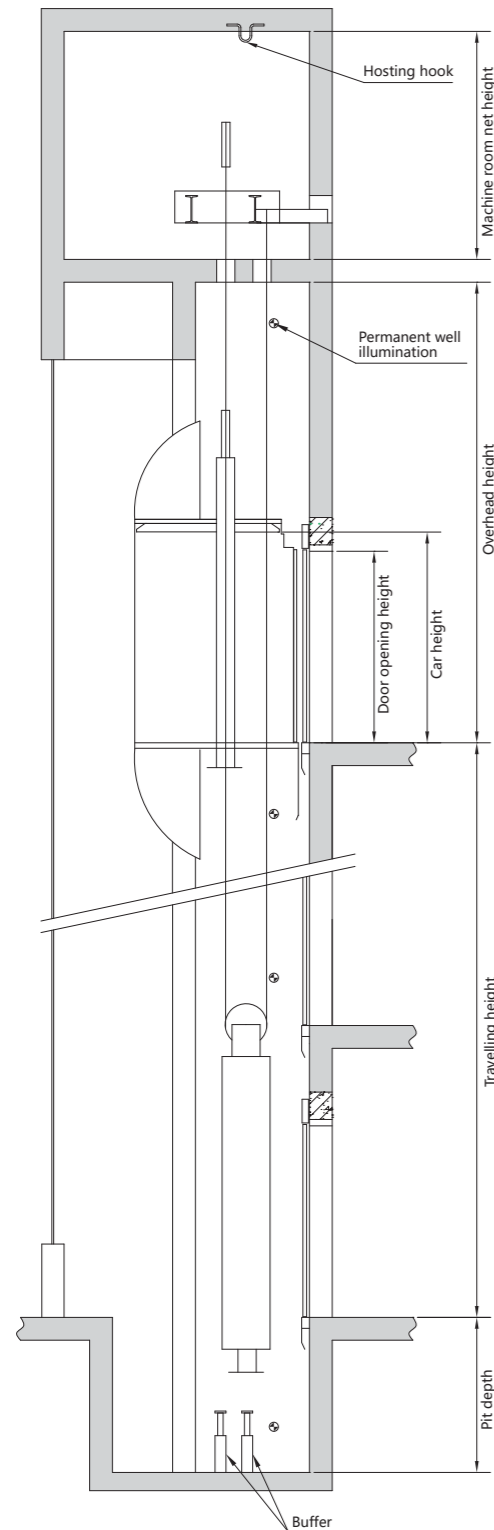 Hosting hook
Machine room net height
Permanent well
illumination
Overhead height
Door opening height
Car height
Travelling height
Pit depth
Buffer